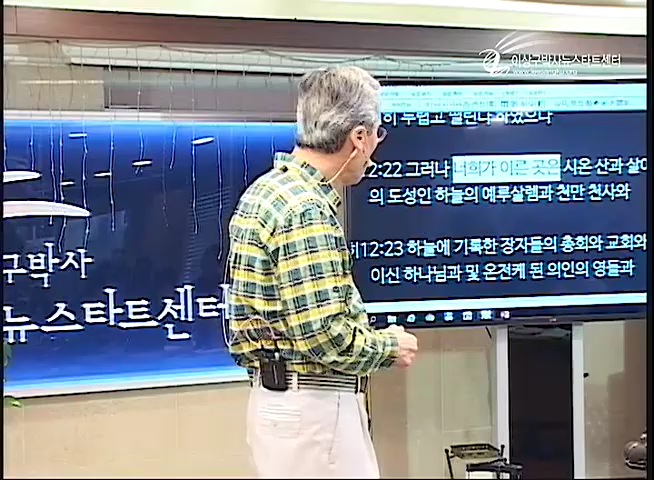 이상구박사뉴스타트센터
히 두렵고 떨린다 하였으나
12:22 그러나 너희가 이른 곳은 시온 산과 살아
의 도성인 하늘의 예루살렘과 천만 천사와
히12:23 하늘에 기록한 장자들의 총회와 교회와
이신 하나님과 및 온전케 된 의인의 영들과
구박사
뉴스타트센터